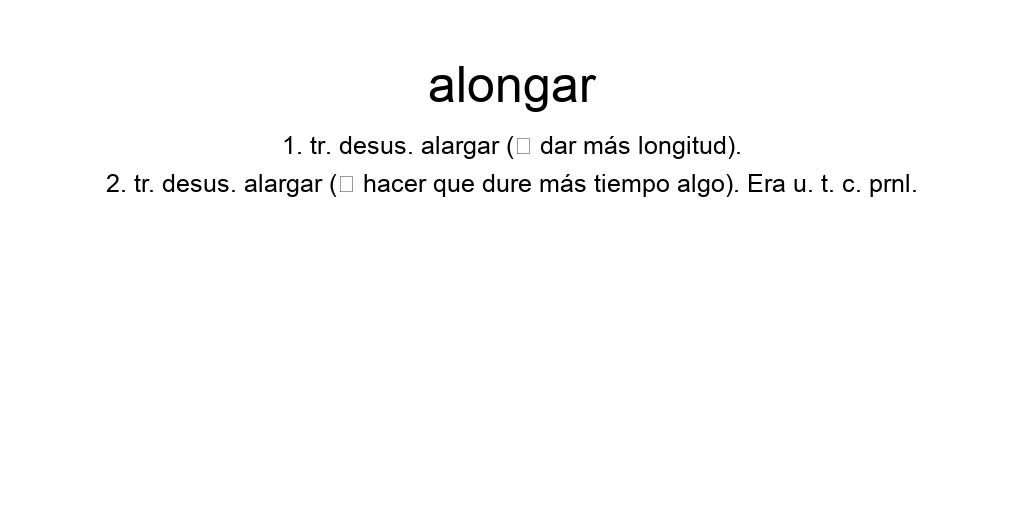 alongar
1. tr. desus. alargar (□ dar más longitud).
2. tr. desus. alargar (□ hacer que dure más tiempo algo). Era u. t. c. prnl.